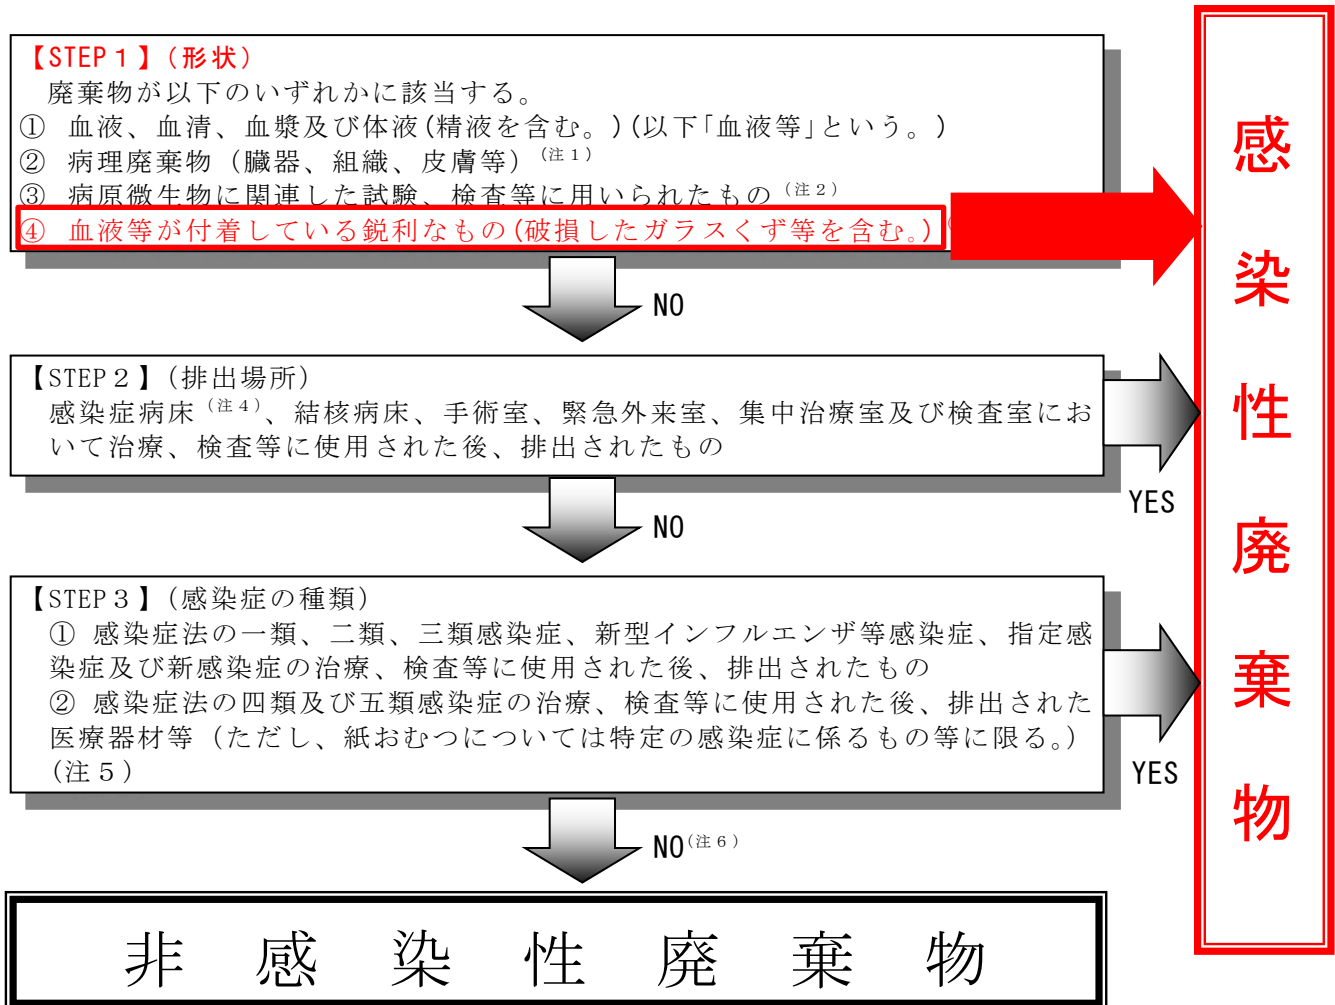 【STEP１】(形状)
廃棄物が以下のいずれかに該当する。
① 血液、血清、血漿及び体液(精液を含む。)(以下「血液等」という。)
② 病理廃棄物（臓器、組織、皮膚等）(注１)
③ 病原微生物に関連した試験、検査等に用いられたもの(注２)
④ 血液等が付着している鋭利なもの(破損したガラスくず等を含む。)
NO
【STEP２】(排出場所)
感染症病床(注４)、結核病床、手術室、緊急外来室、集中治療室及び検査室にお
いて治療、検査等に使用された後、排出されたもの
YES
NO
【STEP３】(感染症の種類)
① 感染症法の一類、二類、三類感染症、新型インフルエンザ等感染症、指定感
染症及び新感染症の治療、検査等に使用された後、排出されたもの
② 感染症法の四類及び五類感染症の治療、検査等に使用された後、排出された
医療器材等（ただし、紙おむつについては特定の感染症に係るもの等に限る。)
(注５)
YES
NO(注６)
非感染性廃棄物
感染性廃棄物